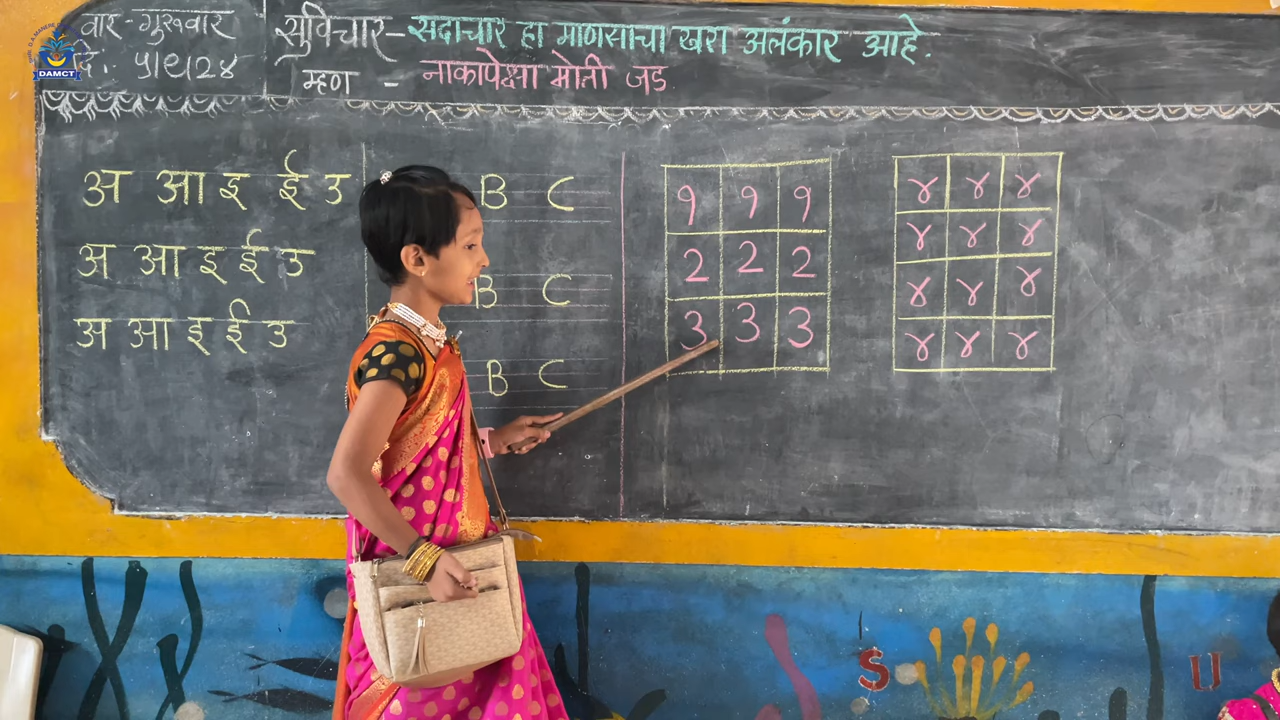 वार-गुरूवार
दि. ५।९।२४
सुविचार- सदाचार हा माणसाचा खरा अलंकार आहे.
म्हण - नाकापेक्षा मोती जड
DAMCT
अ आ इ ई उ
अ आ इ ई उ
अ आ इ ई उ
B C
B C
B C
१ १ १
२ २ २
३ ३ ३
४ ४ ४
४ ४ ४
४ ४ ४
४ ४ ४
S U